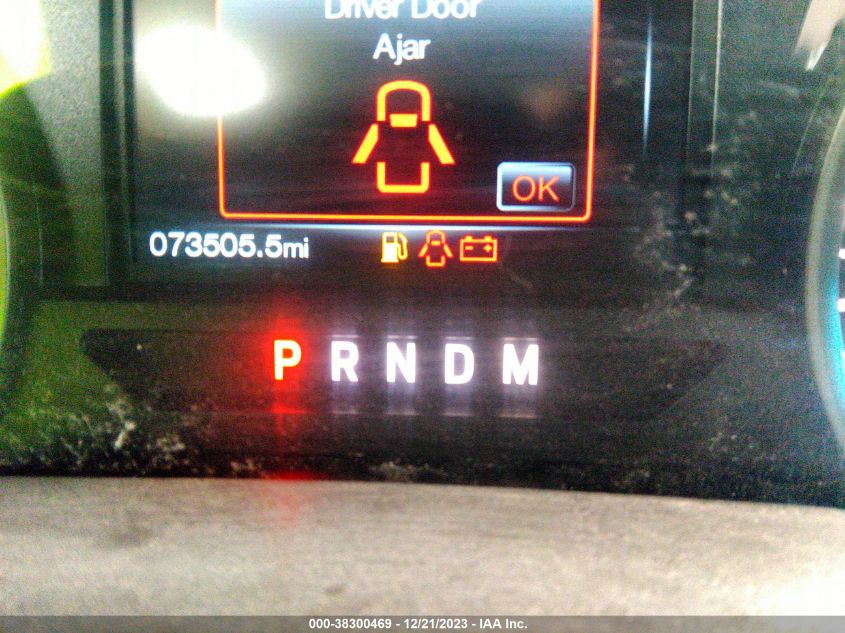 Driver Door
Ajar
OK
073505.5mi
P R N D M
000-38300469 - 12/21/2023 - IAA Inc.